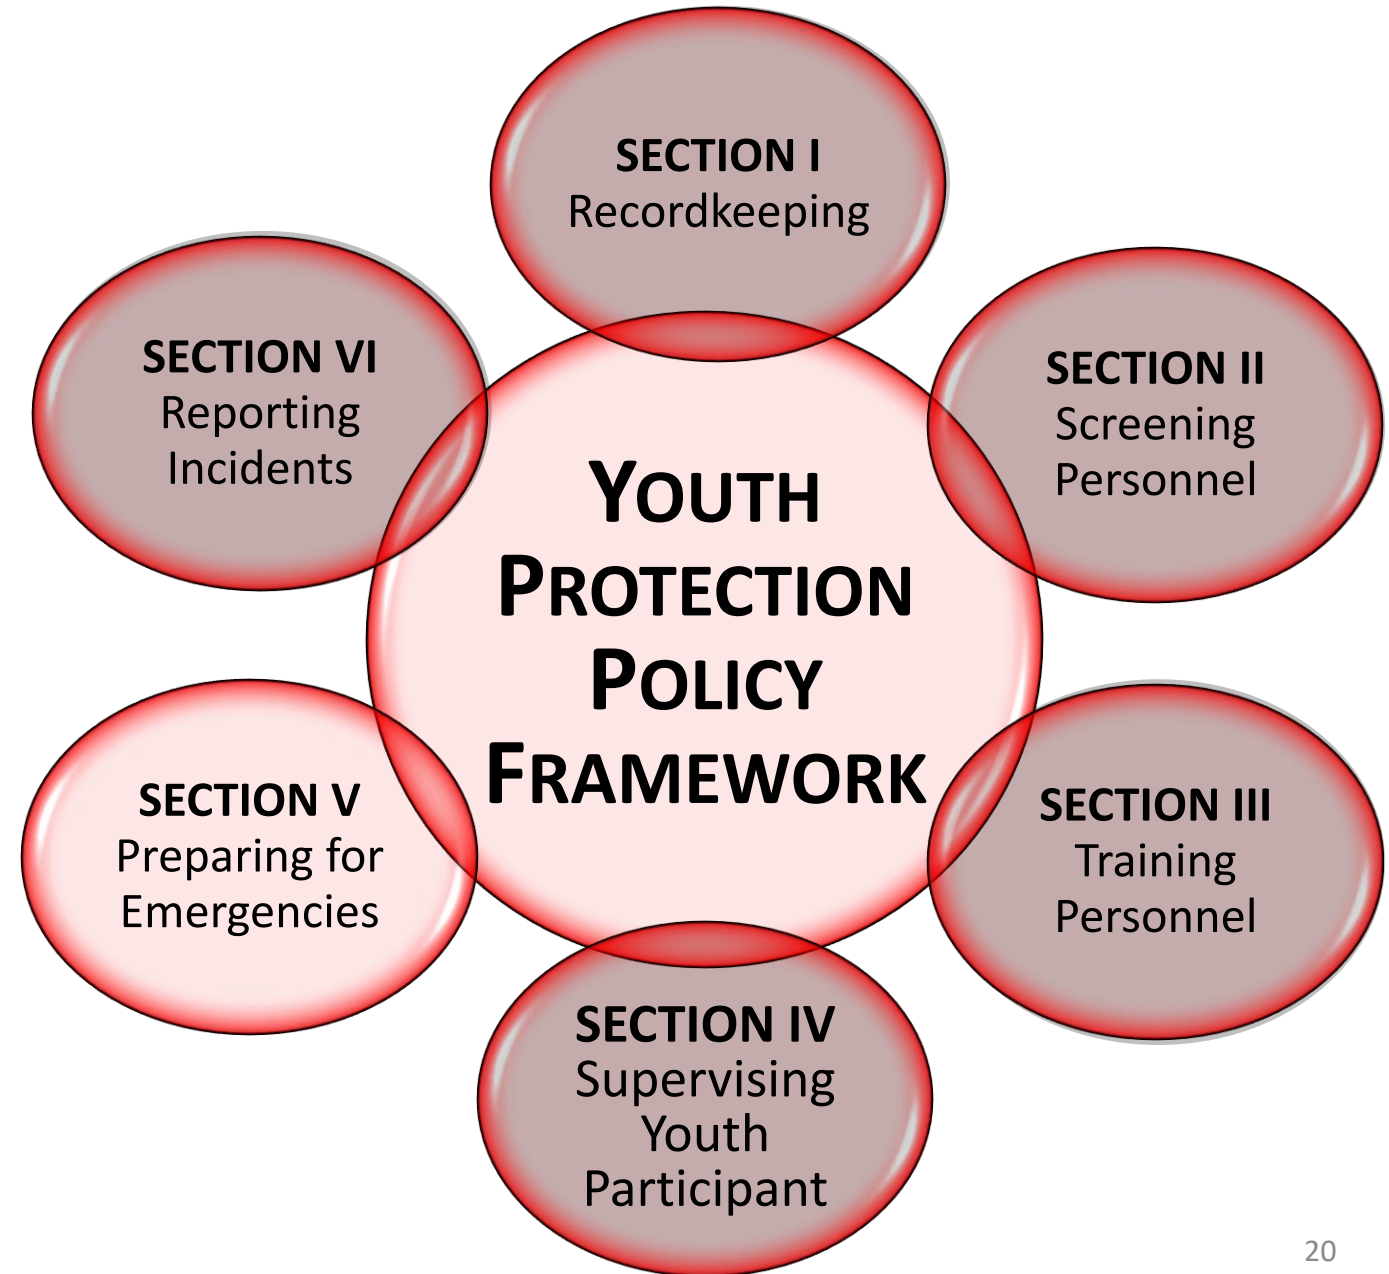 SECTION I
Recordkeeping
SECTION II
Screening
Personnel
SECTION III
Training
Personnel
SECTION IV
Supervising
Youth
Participant
SECTION V
Preparing for
Emergencies
SECTION VI
Reporting
Incidents
YOUTH
PROTECTION
POLICY
FRAMEWORK
20